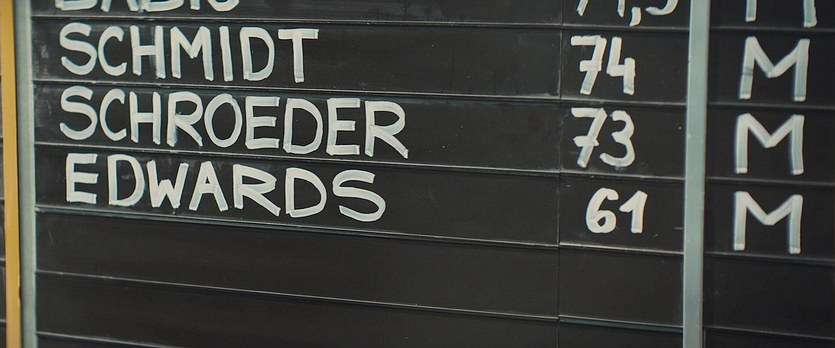 SCHMIDT 74 M
SCHROEDER 73 M
EDWARDS 61 M